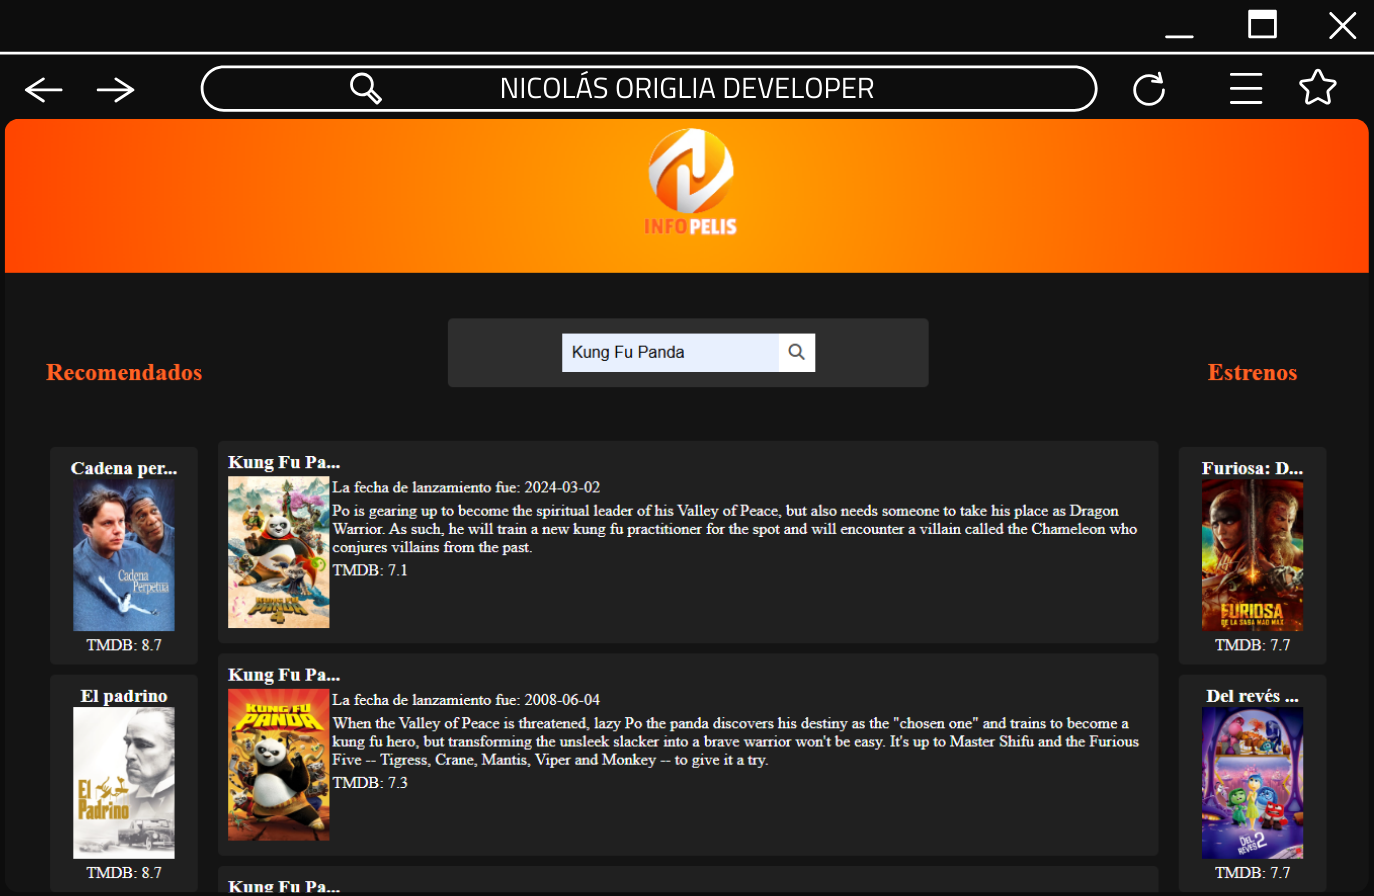 NICOLÁS ORIGLIA DEVELOPER
INFOPELIS
Kung Fu Panda
Recomendados
Estrenos
Cadena per...
Cadena
Perpetua
TMDB: 8.7
El padrino
El
Padrino
TMDB: 8.7
Kung Fu Pa...
KUNG FU
PANDA
4
La fecha de lanzamiento fue: 2024-03-02
Po is gearing up to become the spiritual leader of his Valley of Peace, but also needs someone to take his place as Dragon
Warrior. As such, he will train a new kung fu practitioner for the spot and will encounter a villain called the Chameleon who
conjures villains from the past.
TMDB: 7.1
Kung Fu Pa...
KUNG FU
PANDA
La fecha de lanzamiento fue: 2008-06-04
When the Valley of Peace is threatened, lazy Po the panda discovers his destiny as the "chosen one" and trains to become a
kung fu hero, but transforming the unsleek slacker into a brave warrior won't be easy. It's up to Master Shifu and the Furious
Five -- Tigress, Crane, Mantis, Viper and Monkey -- to give it a try.
TMDB: 7.3
Kung Fu Pa...
Furiosa: D...
FURIOSA
DE LA SAGA MAD MAX
TMDB: 7.7
Del revés ...
DEL
REVÉS 2
TMDB: 7.7